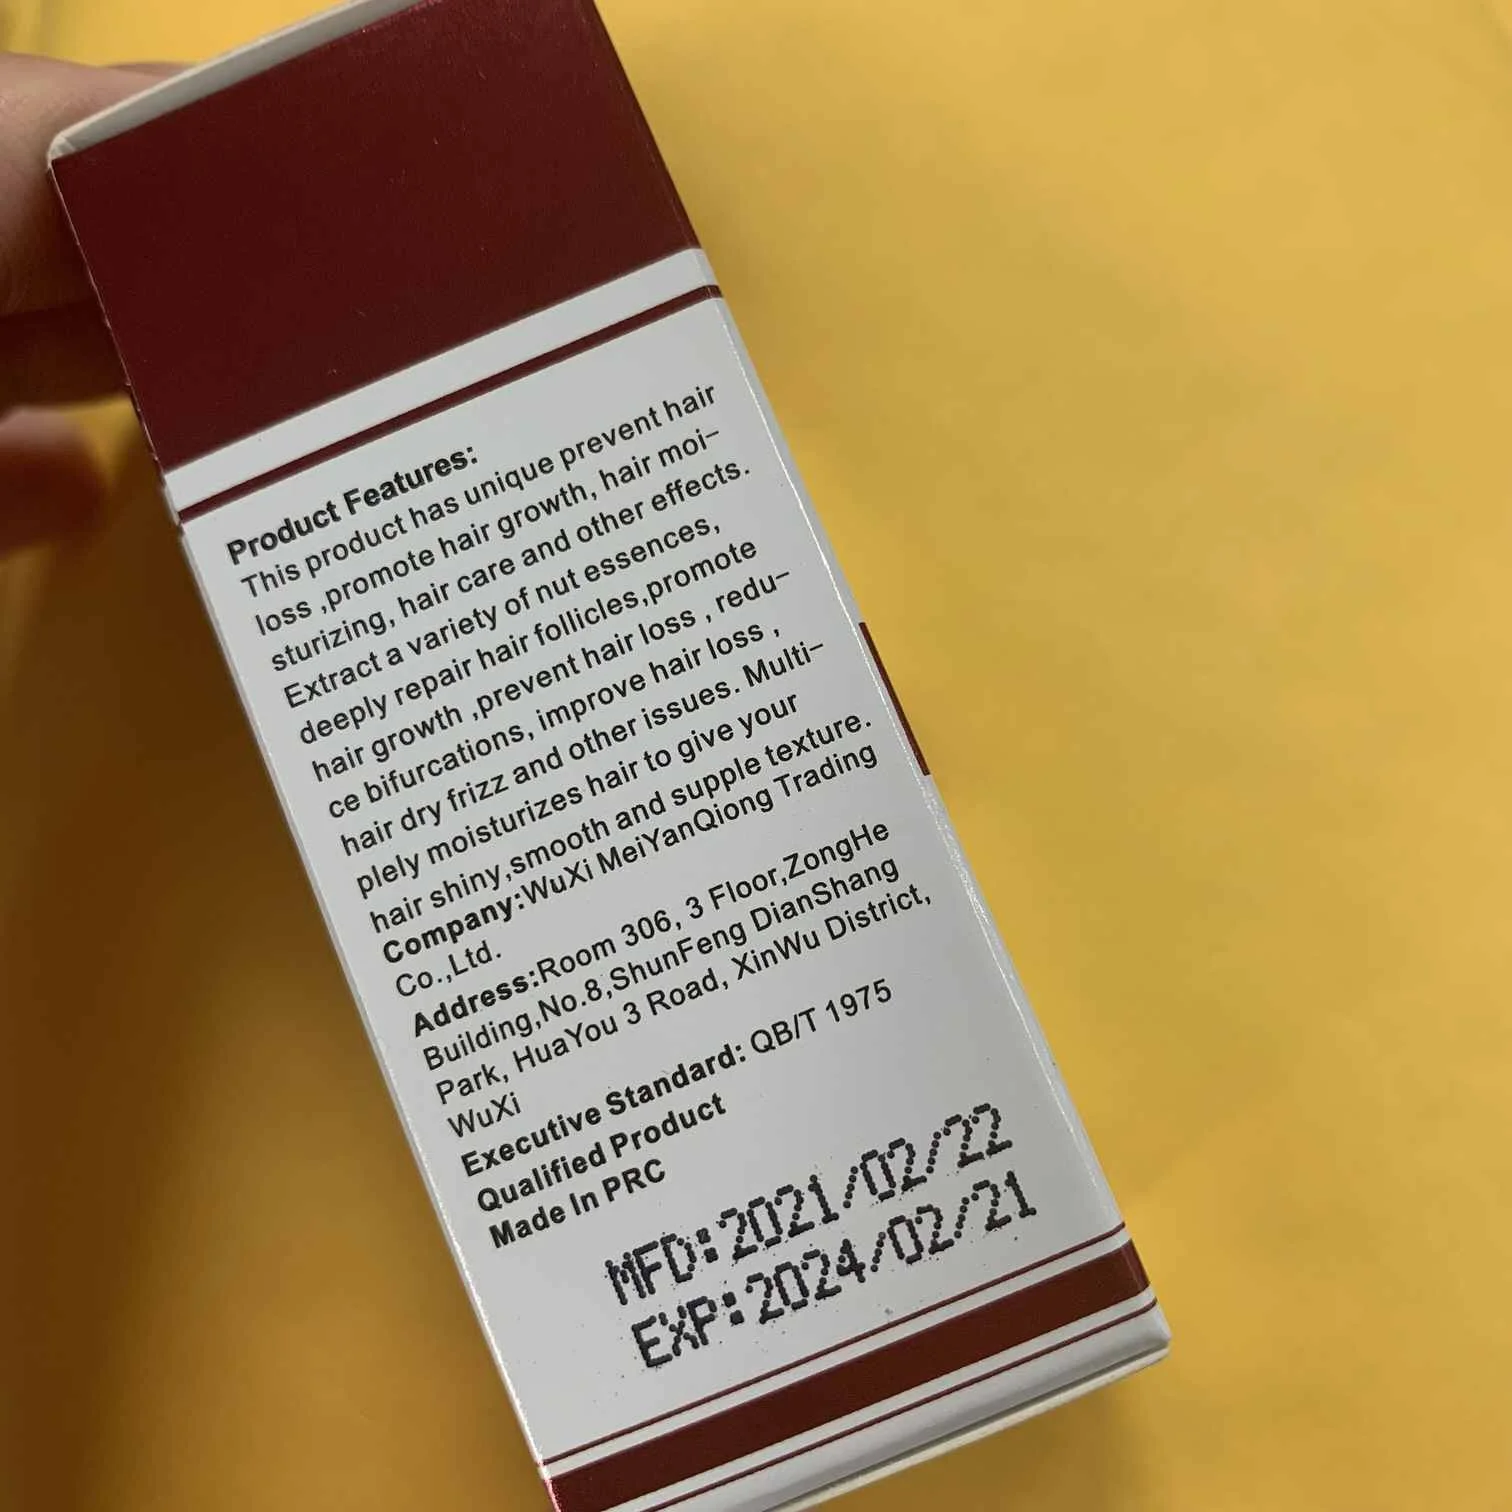 Product Features:
This product has unique prevent hair
loss ,promote hair growth, hair moi-
sturizing, hair care and other effects.
Extract a variety of nut essences,
deeply repair hair follicles,promote
hair growth ,prevent hair loss , redu-
ce bifurcations, improve hair loss ,
hair dry frizz and other issues. Multi-
plely moisturizes hair to give your
hair shiny,smooth and supple texture.
Company:WuXi MeiYanQiong Trading
Co.,Ltd.
Address:Room 306, 3 Floor,ZongHe
Building,No.8,ShunFeng DianShang
Park, HuaYou 3 Road, XinWu District,
WuXi
Executive Standard: QB/T 1975
Qualified Product
Made In PRC
MFD:2021/02/22
EXP:2024/02/21